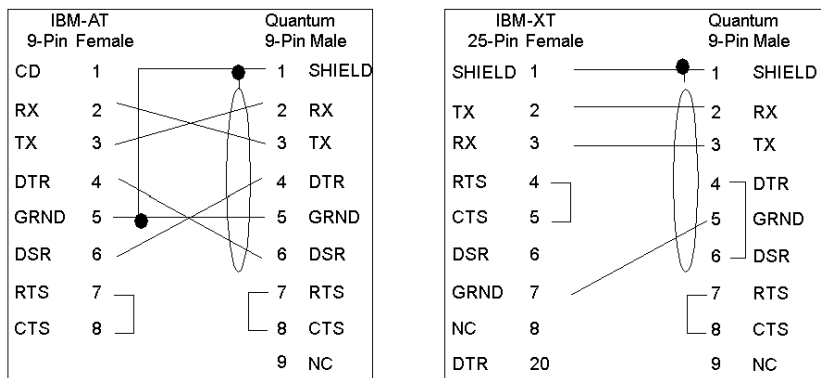 IBM-AT Quantum
9-Pin Female 9-Pin Male
CD 1 1 SHIELD
RX 2 2 RX
TX 3 3 TX
DTR 4 4 DTR
GRND 5 5 GRND
DSR 6 6 DSR
RTS 7 7 RTS
CTS 8 8 CTS
9 NC
IBM-XT Quantum
25-Pin Female 9-Pin Male
SHIELD 1 1 SHIELD
TX 2 2 RX
RX 3 3 TX
RTS 4 4 DTR
CTS 5 5 GRND
DSR 6 6 DSR
GRND 7 7 RTS
NC 8 8 CTS
DTR 20 9 NC